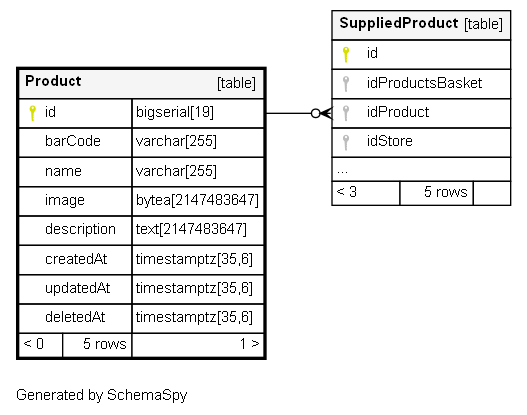 SuppliedProduct [table]
id
idProductsBasket
idProduct
idStore
...
< 3 5 rows
Product [table]
id bigserial[19]
barCode varchar[255]
name varchar[255]
image bytea[2147483647]
description text[2147483647]
createdAt timestamptz[35,6]
updatedAt timestamptz[35,6]
deletedAt timestamptz[35,6]
< 0 5 rows 1 >
Generated by SchemaSpy